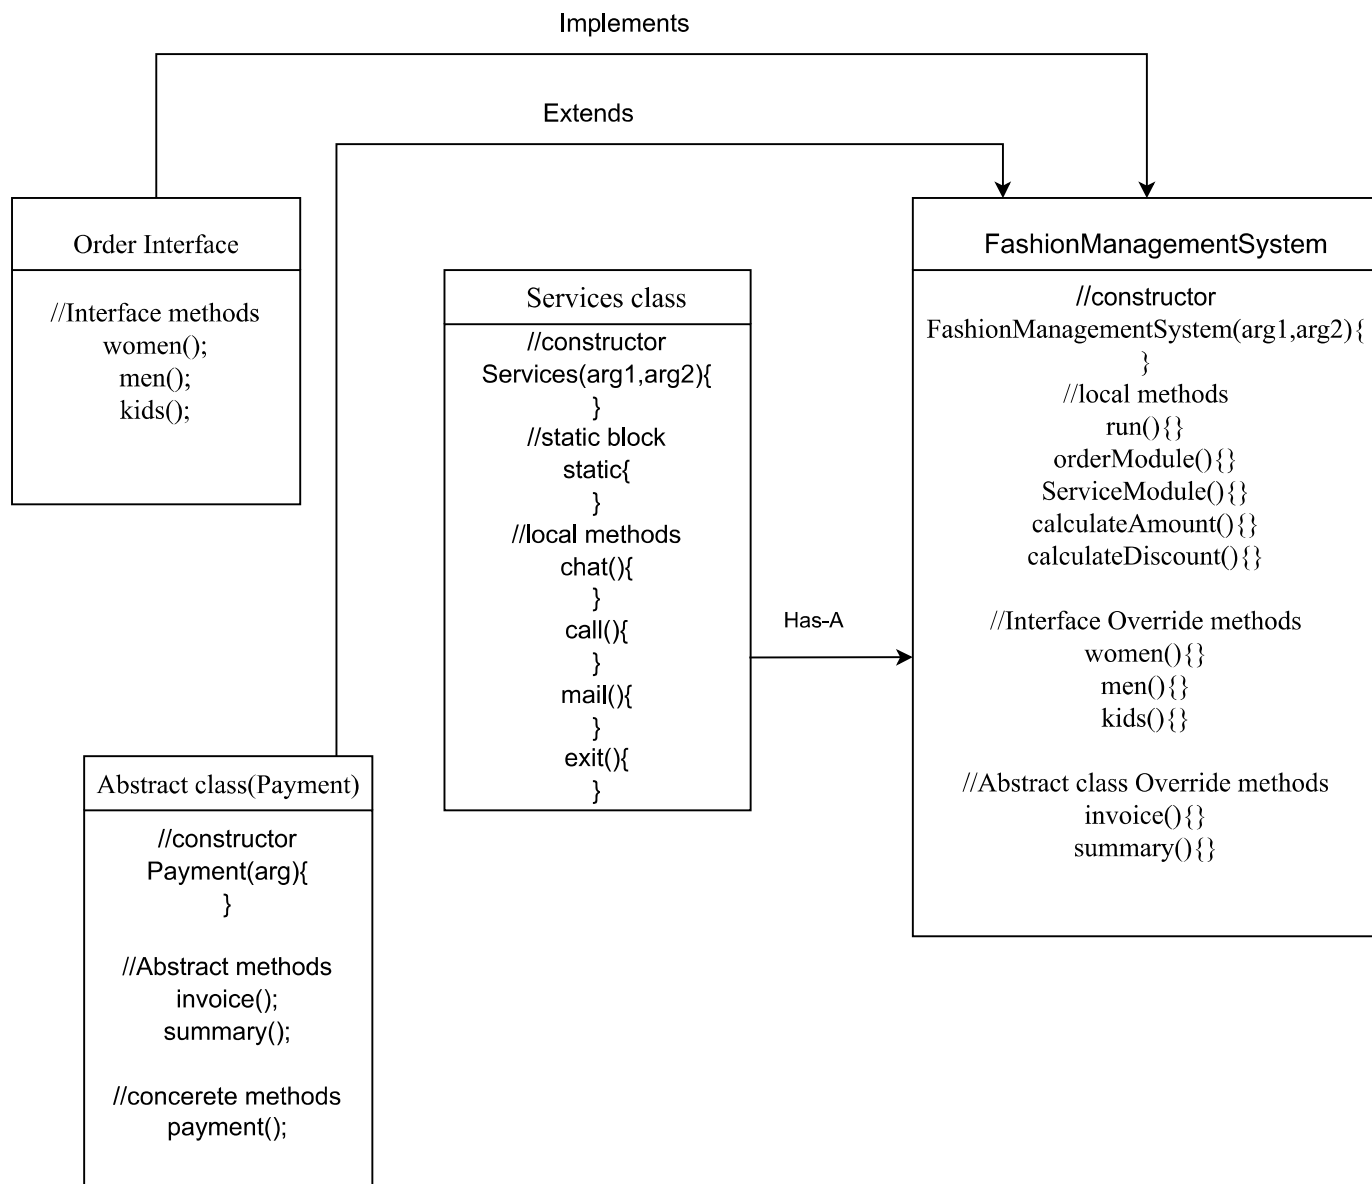 Implements
Extends
Order Interface
//Interface methods
women();
men();
kids();
Services class
//constructor
Services(arg1,arg2){
}
//static block
static{
}
//local methods
chat(){
}
call(){
}
mail(){
}
exit(){
}
Has-A
FashionManagementSystem
//constructor
FashionManagementSystem(arg1,arg2){
}
//local methods
run(){}
orderModule(){}
ServiceModule(){}
calculateAmount(){}
calculateDiscount(){}
//Interface Override methods
women(){}
men(){}
kids(){}
//Abstract class Override methods
invoice(){}
summary(){}
Abstract class(Payment)
//constructor
Payment(arg){
}
//Abstract methods
invoice();
summary();
//concerete methods
payment();